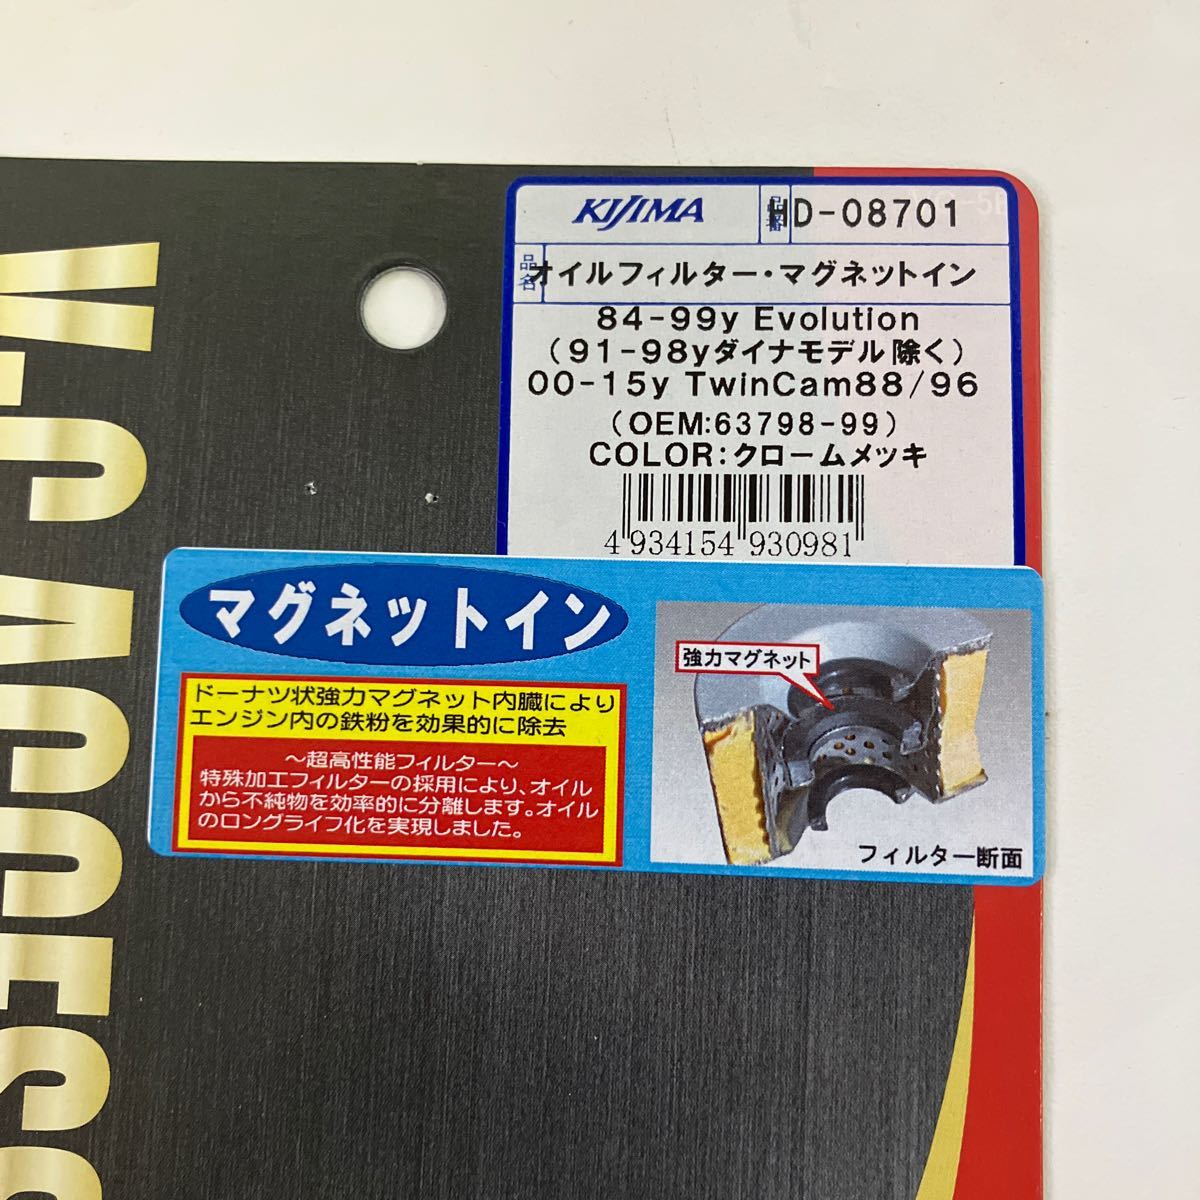 KIJIMA 品番 HD-08701
品名 オイルフィルター・マグネットイン
84-99y Evolution
(91-98yダイナモデル除く)
00-15y TwinCam88/96
(OEM:63798-99)
COLOR:クロームメッキ
4 934154 930981
マグネットイン
ドーナツ状強力マグネット内臓により
エンジン内の鉄粉を効果的に除去
～超高性能フィルター～
特殊加工フィルターの採用により、オイル
から不純物を効率的に分離します。オイル
のロングライフ化を実現しました。
強力マグネット
フィルター断面